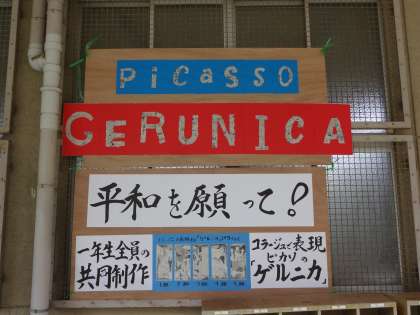 PiCaSSO
GERUNICA
平和を願って!
一年生全員の
共同制作
コラージュで表現
ピカソの
「ゲルニカ」